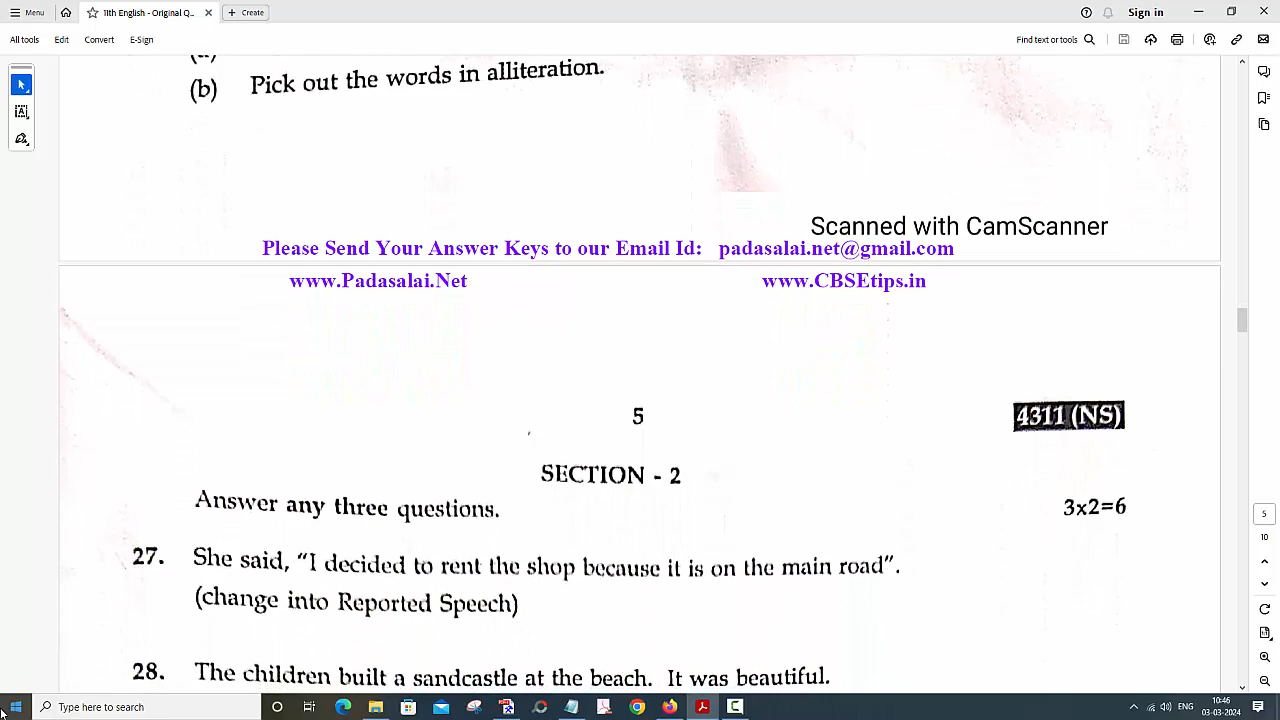 Menu
11th English - Original Q..
Create
Sign in
All tools
Edit
Convert
E-Sign
Find text or tools
(b) Pick out the words in alliteration.
Scanned with CamScanner
Please Send Your Answer Keys to our Email Id: padasalai.net@gmail.com
www.Padasalai.Net www.CBSEtips.in
5
4311 (NS)
SECTION - 2
Answer any three questions. 3x2=6
27. She said, “I decided to rent the shop because it is on the main road”.
(change into Reported Speech)
28. The children built a sandcastle at the beach. It was beautiful.
5
10
Type here to search
ENG
10:46
03-03-2024